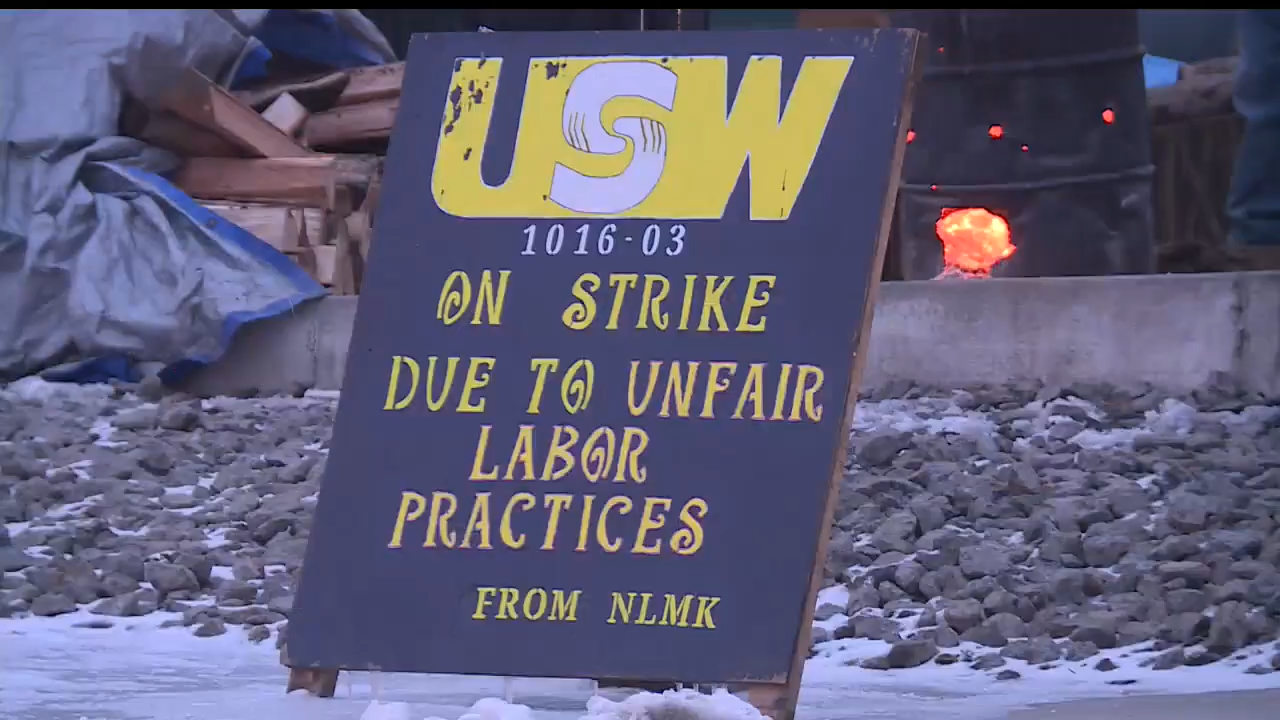 USW
1016-03
ON STRIKE
DUE TO UNFAIR
LABOR
PRACTICES
FROM NLMK